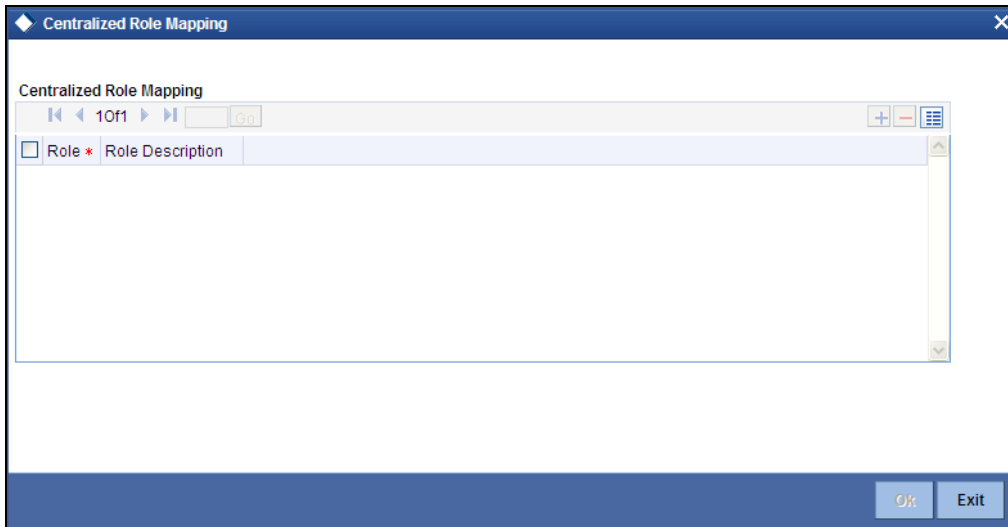 Centralized Role Mapping
Centralized Role Mapping
1Of1 Go
Role * Role Description
Ok Exit